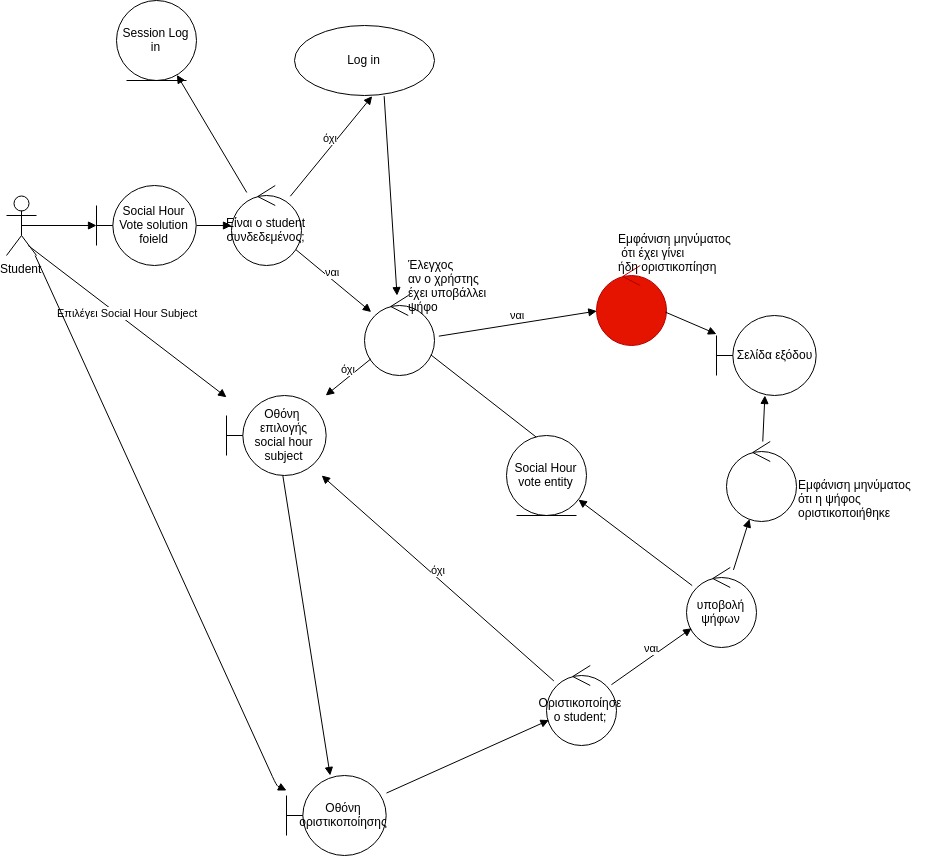 Session Log
in
Log in
όχι
Social Hour
Vote solution
foield
Είναι ο student
συνδεδεμένος;
Student
ναι
Έλεγχος
αν ο χρήστης
έχει υποβάλλει
ψήφο
Εμφάνιση μηνύματος
ότι έχει γίνει
ήδη οριστικοπίηση
Επιλέγει Social Hour Subject
ναι
Σελίδα εξόδου
όχι
Οθόνη
επιλογής
social hour
subject
Social Hour
vote entity
Εμφάνιση μηνύματος
ότι η ψήφος
οριστικοποιήθηκε
όχι
υποβολή
ψήφων
ναι
Οριστικοποίησε
ο student;
Οθόνη
οριστικοποίησης